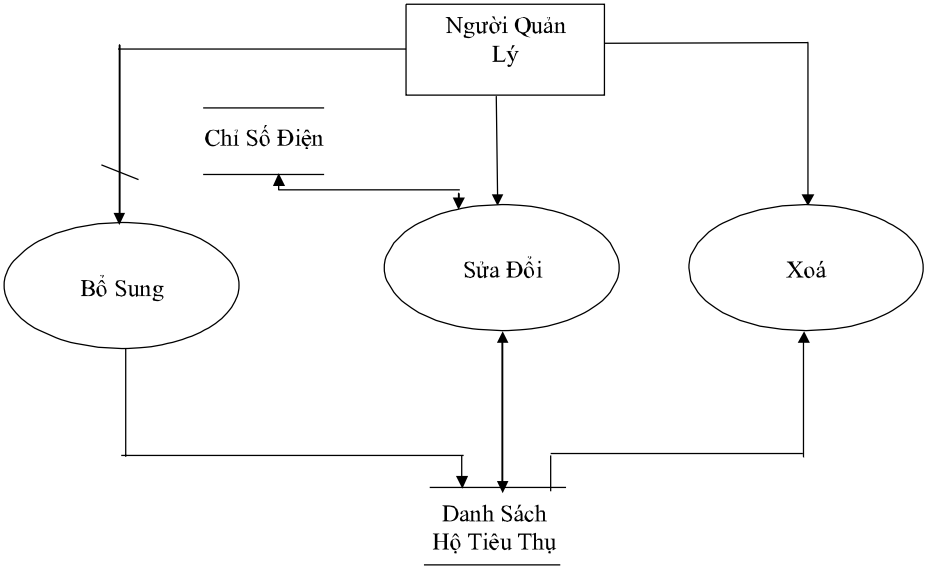 Người Quản
Lý
Chỉ Số Điện
Bổ Sung
Sửa Đổi
Xoá
Danh Sách
Hộ Tiêu Thụ